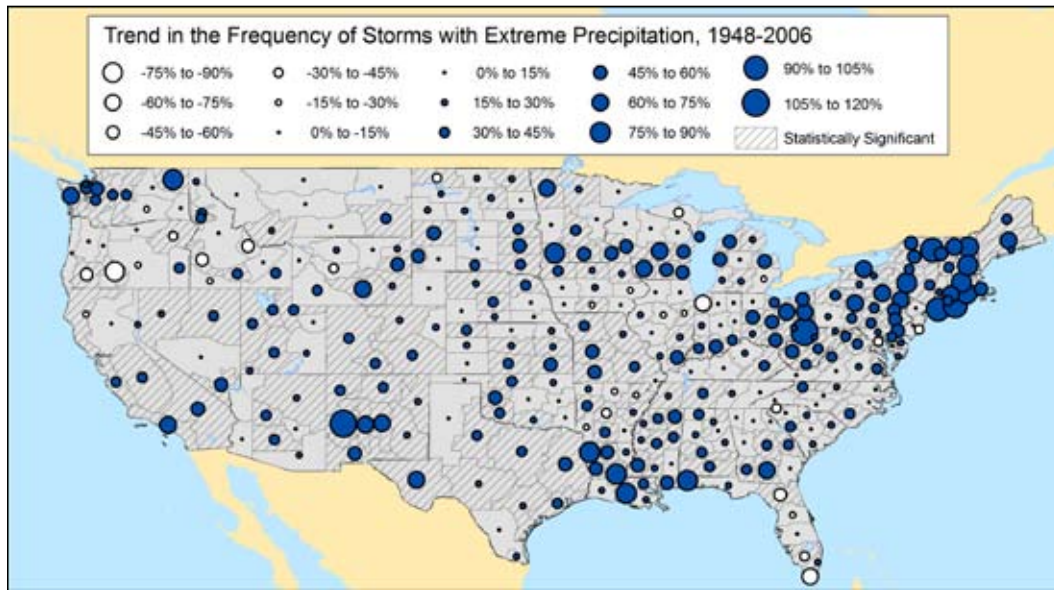 Trend in the Frequency of Storms with Extreme Precipitation, 1948-2006
-75% to -90%
-60% to -75%
-45% to -60%
-30% to -45%
-15% to -30%
0% to -15%
0% to 15%
15% to 30%
30% to 45%
45% to 60%
60% to 75%
75% to 90%
90% to 105%
105% to 120%
Statistically Significant